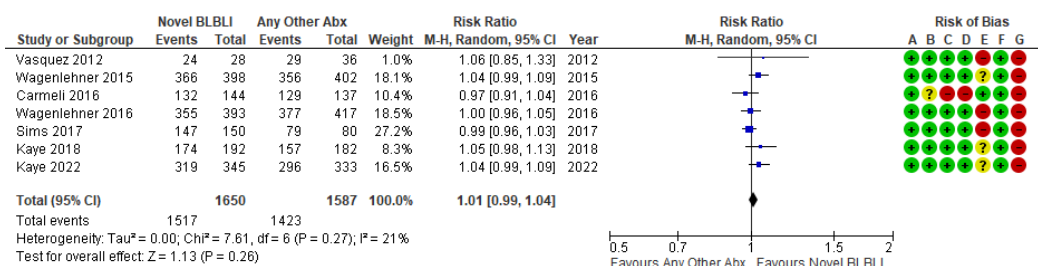 Novel BLBLI Any Other Abx Risk Ratio Risk Ratio Risk of Bias
Study or Subgroup Events Total Events Total Weight M-H, Random, 95% CI Year M-H, Random, 95% CI A B C D E F G
Vasquez 2012 24 28 29 36 1.0% 1.06 [0.85, 1.33] 2012 + + + + - + -
Wagenlehner 2015 366 398 356 402 18.1% 1.04 [0.99, 1.09] 2015 + + + + ? + -
Carmeli 2016 132 144 129 137 10.4% 0.97 [0.91, 1.04] 2016 + ? - - + + -
Wagenlehner 2016 355 393 377 417 18.5% 1.00 [0.96, 1.05] 2016 + + + + - + -
Sims 2017 147 150 79 80 27.2% 0.99 [0.96, 1.03] 2017 + + + + - + -
Kaye 2018 174 192 157 182 8.3% 1.05 [0.98, 1.13] 2018 + + + + ? + -
Kaye 2022 319 345 296 333 16.5% 1.04 [0.99, 1.09] 2022 + + + + ? + -
Total (95% CI) 1650 1587 100.0% 1.01 [0.99, 1.04]
Total events 1517 1423
Heterogeneity: Tau² = 0.00; Chi² = 7.61, df = 6 (P = 0.27); I² = 21%
Test for overall effect: Z = 1.13 (P = 0.26)
0.5 0.7 1 1.5 2
Favours Any Other Abx Favours Novel BLBLI